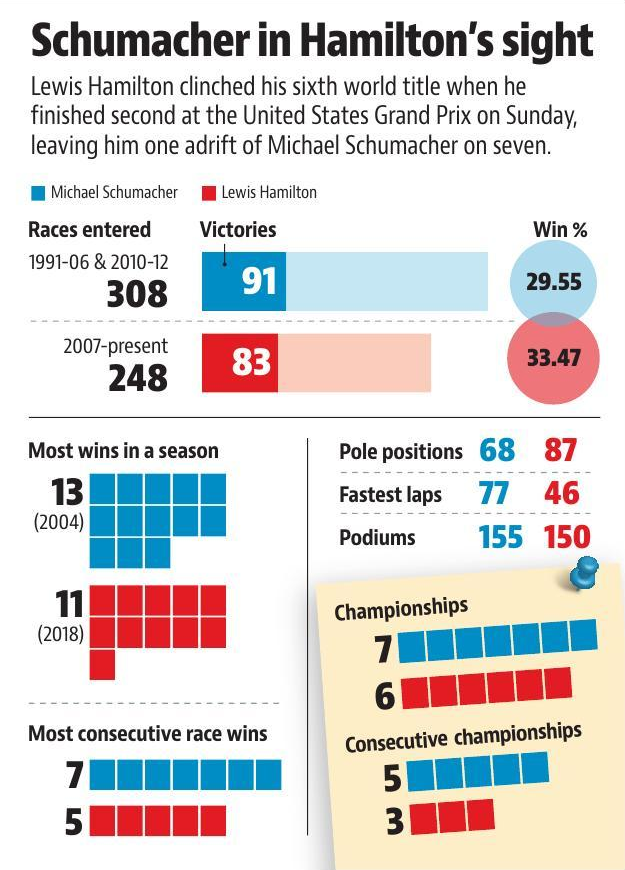 Schumacher in Hamilton's sight
Lewis Hamilton clinched his sixth world title when he
finished second at the United States Grand Prix on Sunday,
leaving him one adrift of Michael Schumacher on seven.
Michael Schumacher Lewis Hamilton
Races entered Victories Win %
1991-06 & 2010-12
308 91 29.55
2007-present
248 83 33.47
Most wins in a season
13
(2004)
11
(2018)
Most consecutive race wins
7
5
Pole positions 68 87
Fastest laps 77 46
Podiums 155 150
Championships
7
6
Consecutive championships
5
3